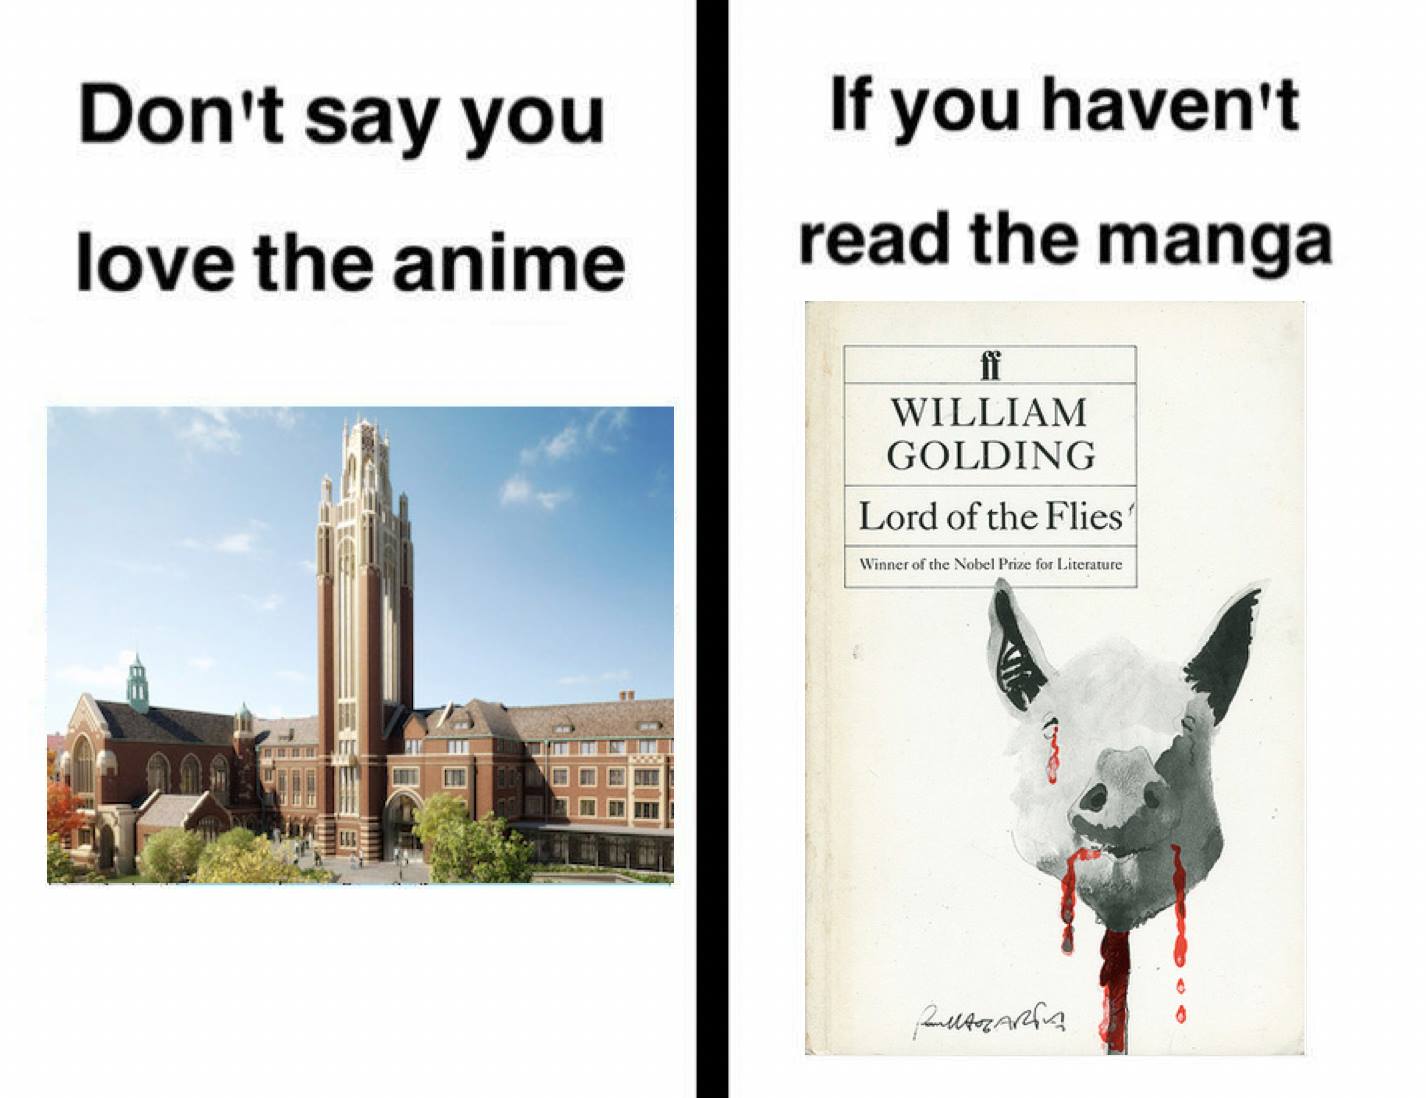 Don't say you
love the anime
If you haven't
read the manga
ff
WILLIAM
GOLDING
Lord of the Flies
Winner of the Nobel Prize for Literature